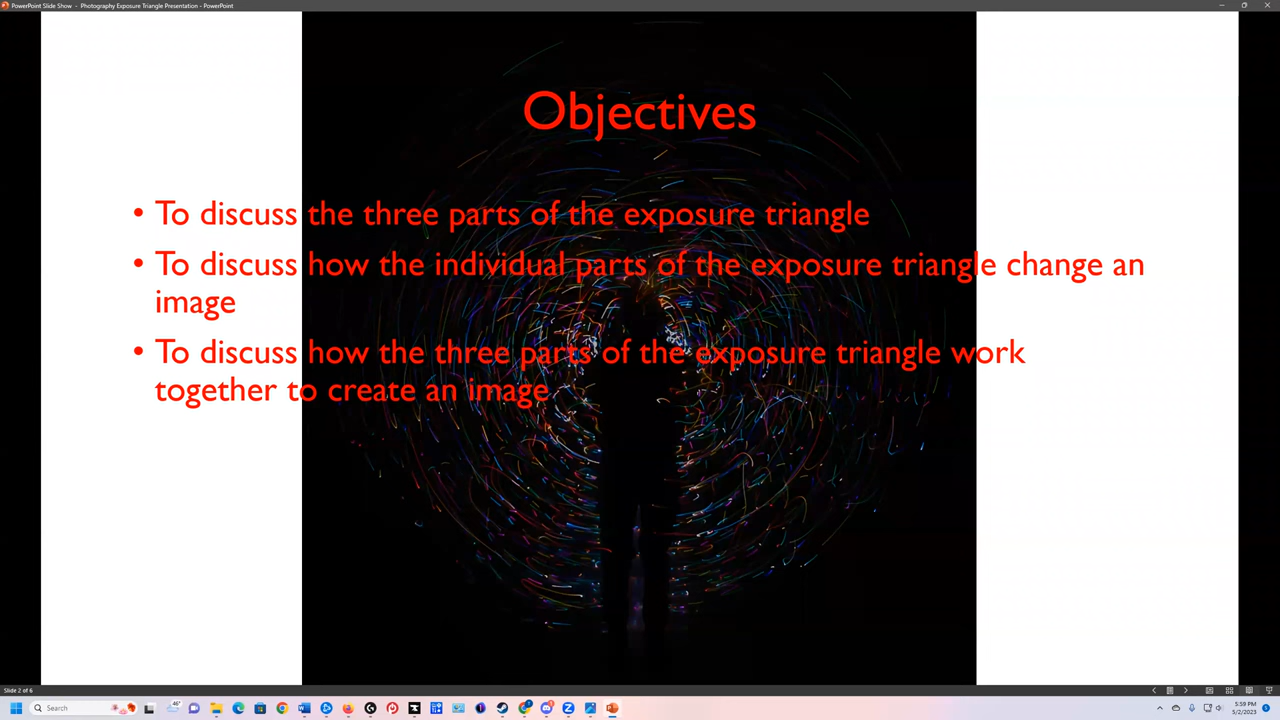 PowerPoint Slide Show - Photography Exposure Triangle Presentation - PowerPoint
Objectives
• To discuss the three parts of the exposure triangle
• To discuss how the individual parts of the exposure triangle change an
image
• To discuss how the three parts of the exposure triangle work
together to create an image
Slide 2 of 6
Search
46°
5:59 PM
5/2/2023